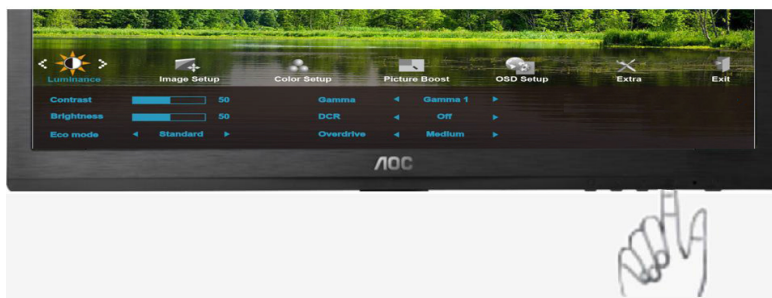 Luminance Image Setup Color Setup Picture Boost OSD Setup Extra Exit
Contrast 50 Gamma Gamma 1
Brightness 50 DCR Off
Eco mode Standard Overdrive Medium
AOC